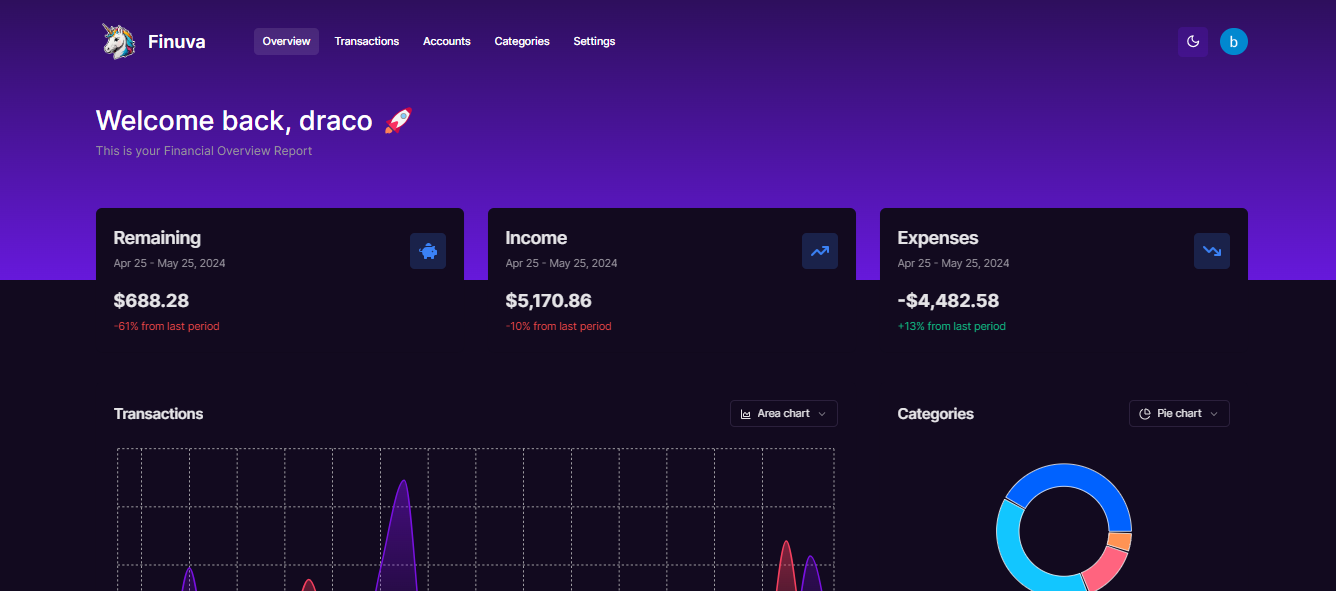 Finuva
Overview Transactions Accounts Categories Settings
b
Welcome back, draco 🚀
This is your Financial Overview Report
Remaining
Apr 25 - May 25, 2024
$688.28
-61% from last period
Income
Apr 25 - May 25, 2024
$5,170.86
-10% from last period
Expenses
Apr 25 - May 25, 2024
-$4,482.58
+13% from last period
Transactions
Area chart
Categories
Pie chart